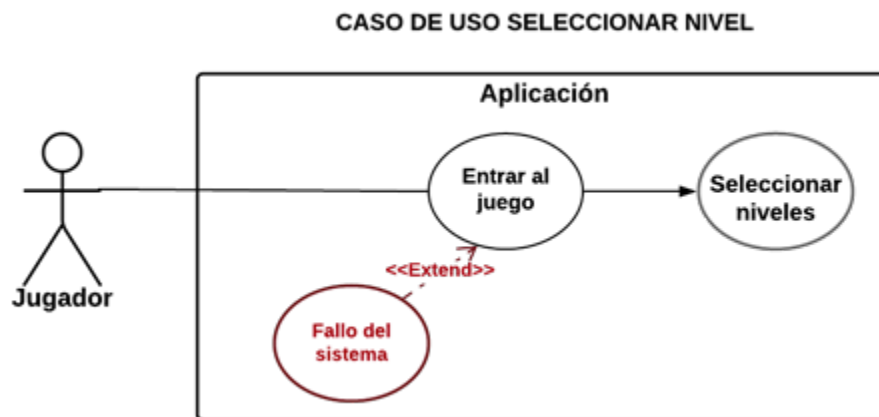 CASO DE USO SELECCIONAR NIVEL
Aplicación
Entrar al
juego
Seleccionar
niveles
<<Extend>>
Jugador
Fallo del
sistema